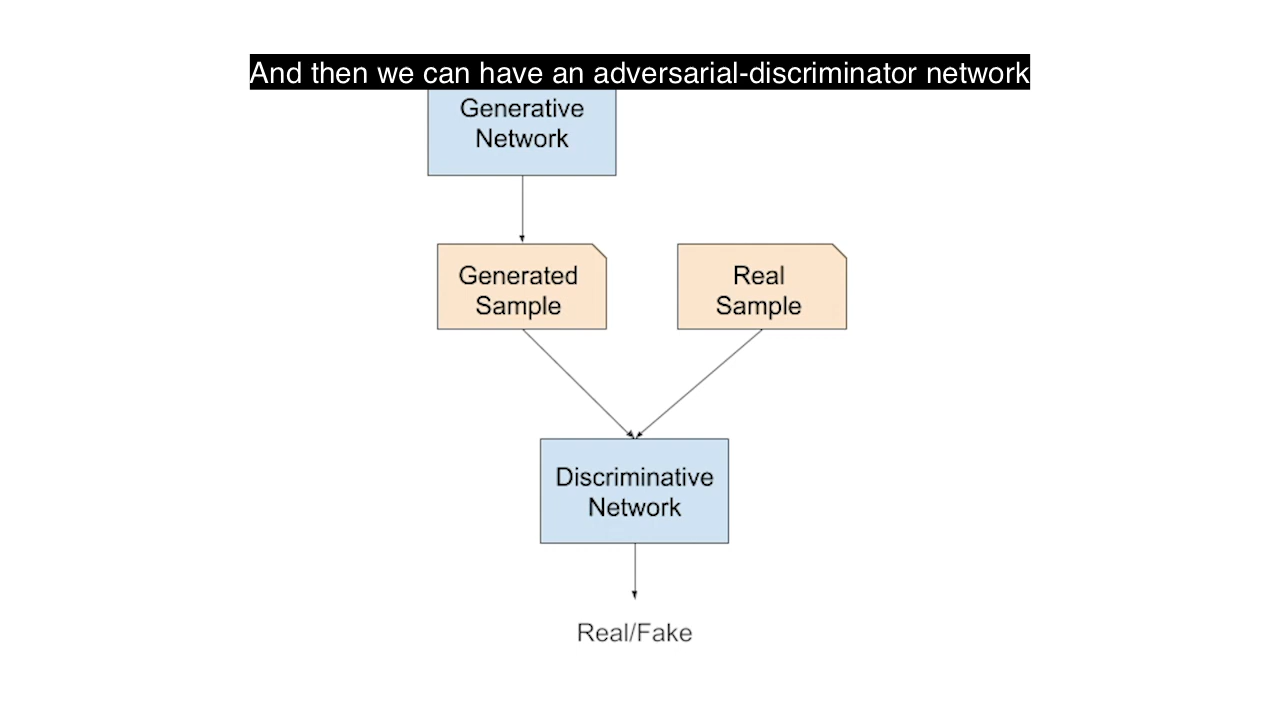 And then we can have an adversarial-discriminator network
Generative
Network
Generated
Sample
Real
Sample
Discriminative
Network
Real/Fake